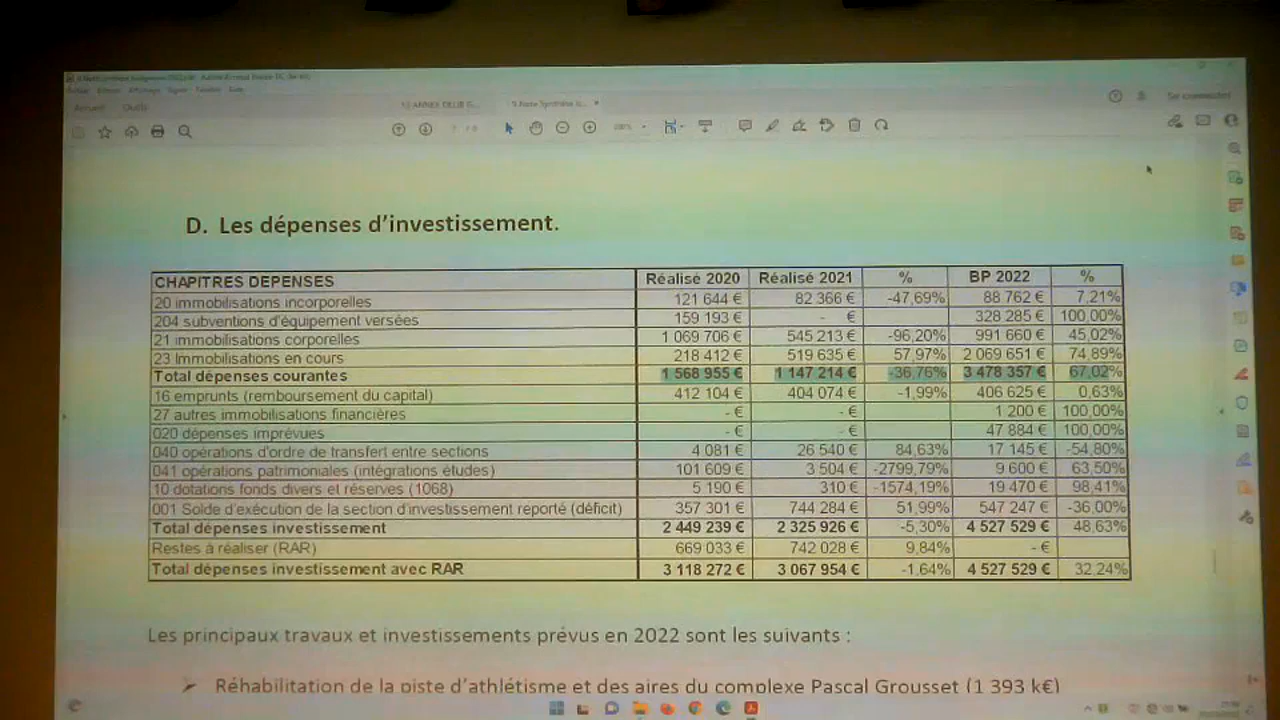 Accueil Outils
Se connecter
D. Les dépenses d'investissement.
CHAPITRES DEPENSES Réalisé 2020 Réalisé 2021 % BP 2022 %
20 immobilisations incorporelles 121 644 € 82 366 € -47,69% 88 762 € 7,21%
204 subventions d'équipement versées 159 193 € - € 328 285 € 100,00%
21 immobilisations corporelles 1 069 706 € 545 213 € -96,20% 991 660 € 45,02%
23 Immobilisations en cours 218 412 € 519 635 € 57,97% 2 069 651 € 74,89%
Total dépenses courantes 1 568 955 € 1 147 214 € -36,76% 3 478 357 € 67,02%
16 emprunts (remboursement du capital) 412 104 € 404 074 € -1,99% 406 625 € 0,63%
27 autres immobilisations financières - € - € 1 200 € 100,00%
020 dépenses imprévues - € - € 47 884 € 100,00%
040 opérations d'ordre de transfert entre sections 4 081 € 26 540 € 84,63% 17 145 € -54,80%
041 opérations patrimoniales (intégrations études) 101 609 € 3 504 € -2799,79% 9 600 € 63,50%
10 dotations fonds divers et réserves (1068) 5 190 € 310 € -1574,19% 19 470 € 98,41%
001 Solde d'exécution de la section d'investissement reporté (déficit) 357 301 € 744 284 € 51,99% 547 247 € -36,00%
Total dépenses investissement 2 449 239 € 2 325 926 € -5,30% 4 527 529 € 48,63%
Restes à réaliser (RAR) 669 033 € 742 028 € 9,84% - €
Total dépenses investissement avec RAR 3 118 272 € 3 067 954 € -1,64% 4 527 529 € 32,24%
Les principaux travaux et investissements prévus en 2022 sont les suivants :
➤ Réhabilitation de la piste d'athlétisme et des aires du complexe Pascal Grousset (1 393 k€)